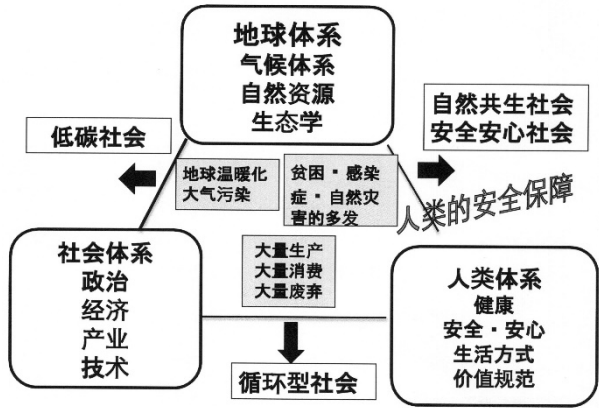 地球体系
气候体系
自然资源
生态学
低碳社会
自然共生社会
安全安心社会
地球温暖化
大气污染
贫困·感染
症·自然灾
害的多发
人类的安全保障
社会体系
政治
经济
产业
技术
大量生产
大量消费
大量废弃
人类体系
健康
安全·安心
生活方式
价值规范
循环型社会